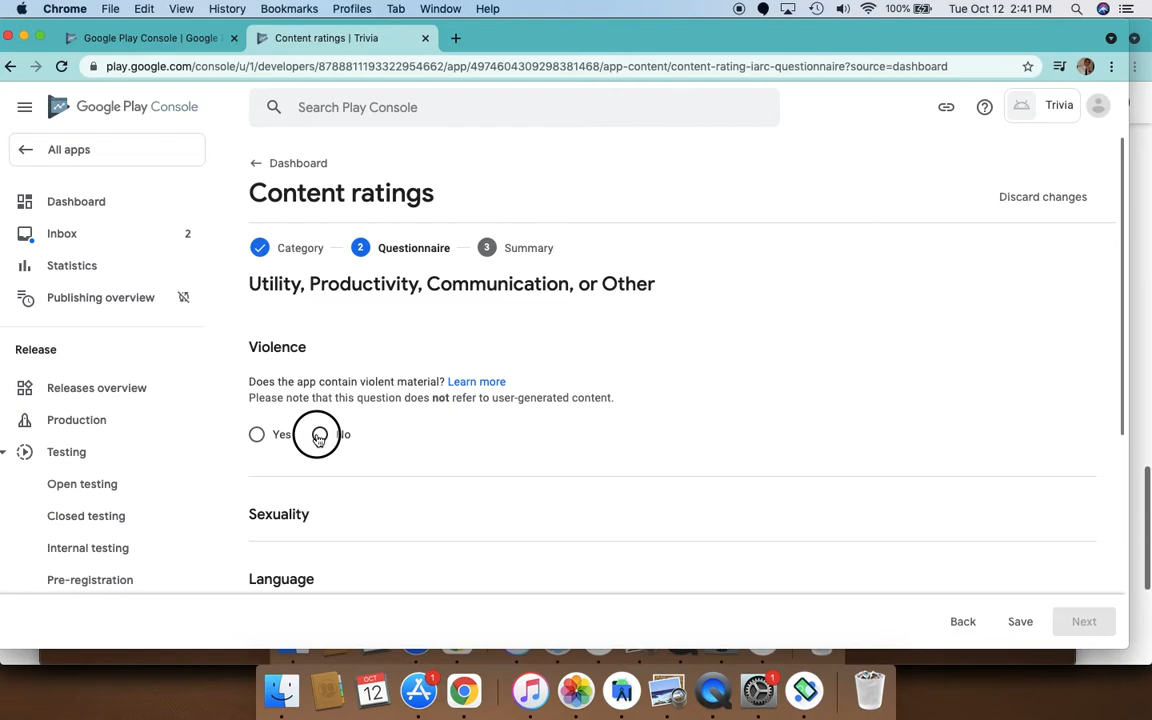 Chrome File Edit View History Bookmarks Profiles Tab Window Help 100% Tue Oct 12 2:41 PM
Google Play Console | Google
Content ratings | Trivia
play.google.com/console/u/1/developers/8788811193322954662/app/4974604309298381468/app-content/content-rating-iarc-questionnaire?source=dashboard
Google Play Console
Search Play Console
Trivia
All apps
Dashboard
Inbox 2
Statistics
Publishing overview
Release
Releases overview
Production
Testing
Open testing
Closed testing
Internal testing
Pre-registration
Dashboard
Content ratings
Discard changes
Category 2 Questionnaire 3 Summary
Utility, Productivity, Communication, or Other
Violence
Does the app contain violent material? Learn more
Please note that this question does not refer to user-generated content.
Yes No
Sexuality
Language
Back Save Next
1
OCT
12
1